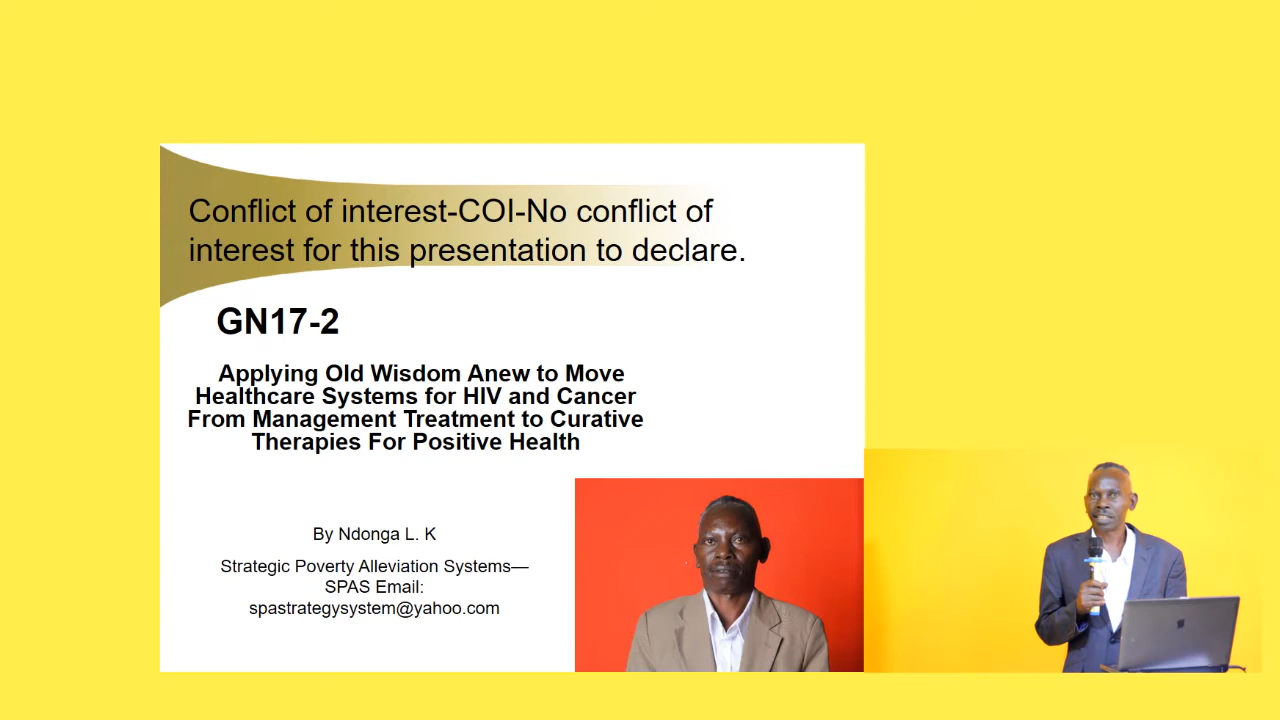 Conflict of interest-COI-No conflict of
interest for this presentation to declare.
GN17-2
Applying Old Wisdom Anew to Move
Healthcare Systems for HIV and Cancer
From Management Treatment to Curative
Therapies For Positive Health
By Ndonga L. K
Strategic Poverty Alleviation Systems—
SPAS Email:
spastrategysystem@yahoo.com